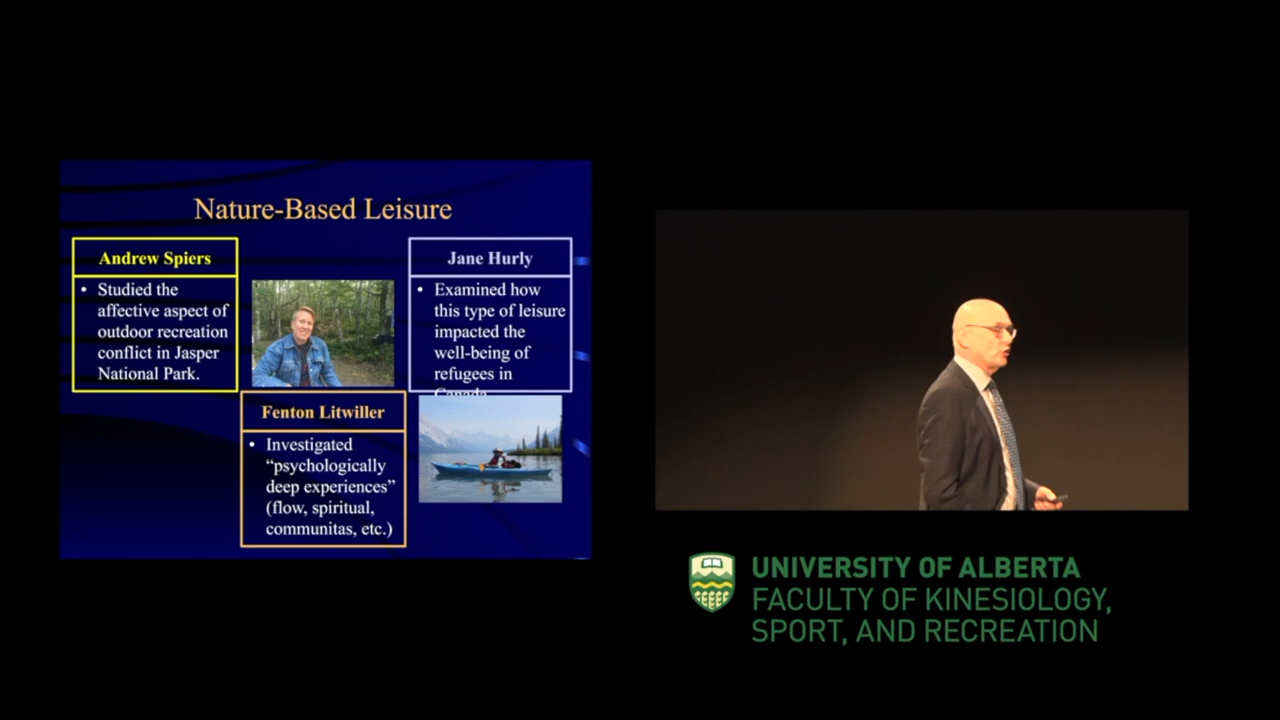 Nature-Based Leisure
Andrew Spiers
• Studied the
affective aspect of
outdoor recreation
conflict in Jasper
National Park.
Jane Hurly
• Examined how
this type of leisure
impacted the
well-being of
refugees in
Canada
Fenton Litwiller
• Investigated
“psychologically
deep experiences”
(flow, spiritual,
communitas, etc.)
UNIVERSITY OF ALBERTA
FACULTY OF KINESIOLOGY,
SPORT, AND RECREATION